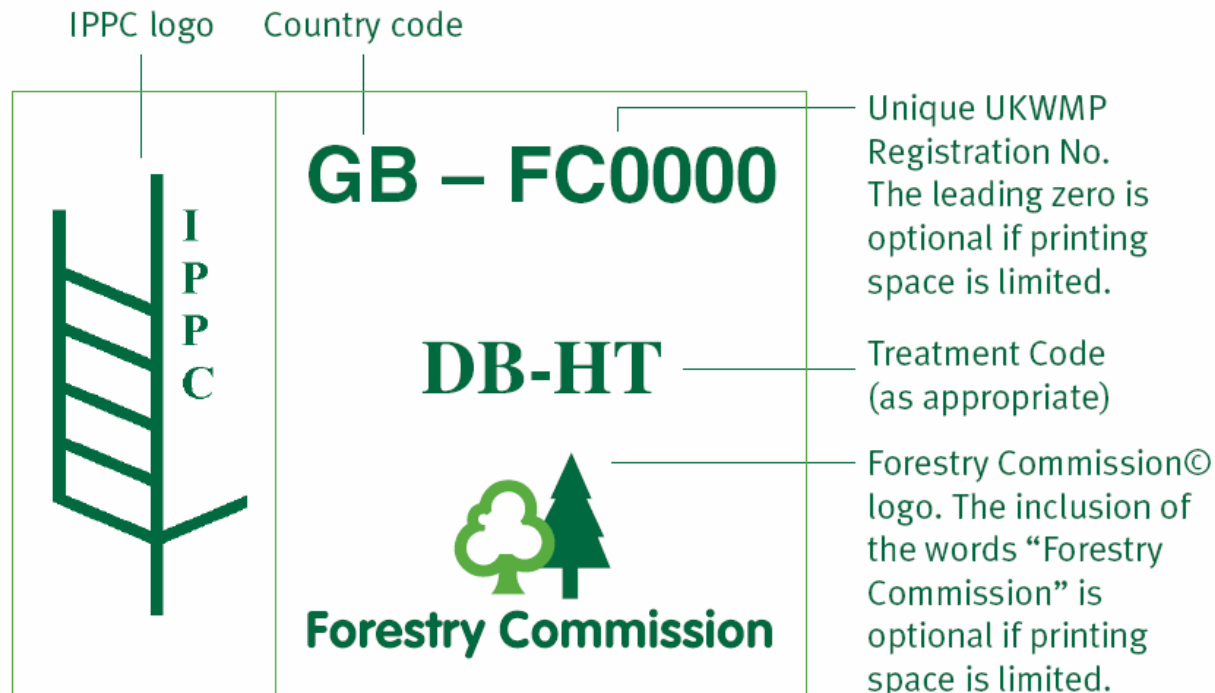 IPPC logo
Country code
I
P
P
C
GB – FC0000
DB-HT
Forestry Commission
Unique UKWMP
Registration No.
The leading zero is
optional if printing
space is limited.
Treatment Code
(as appropriate)
Forestry Commission©
logo. The inclusion of
the words “Forestry
Commission” is
optional if printing
space is limited.